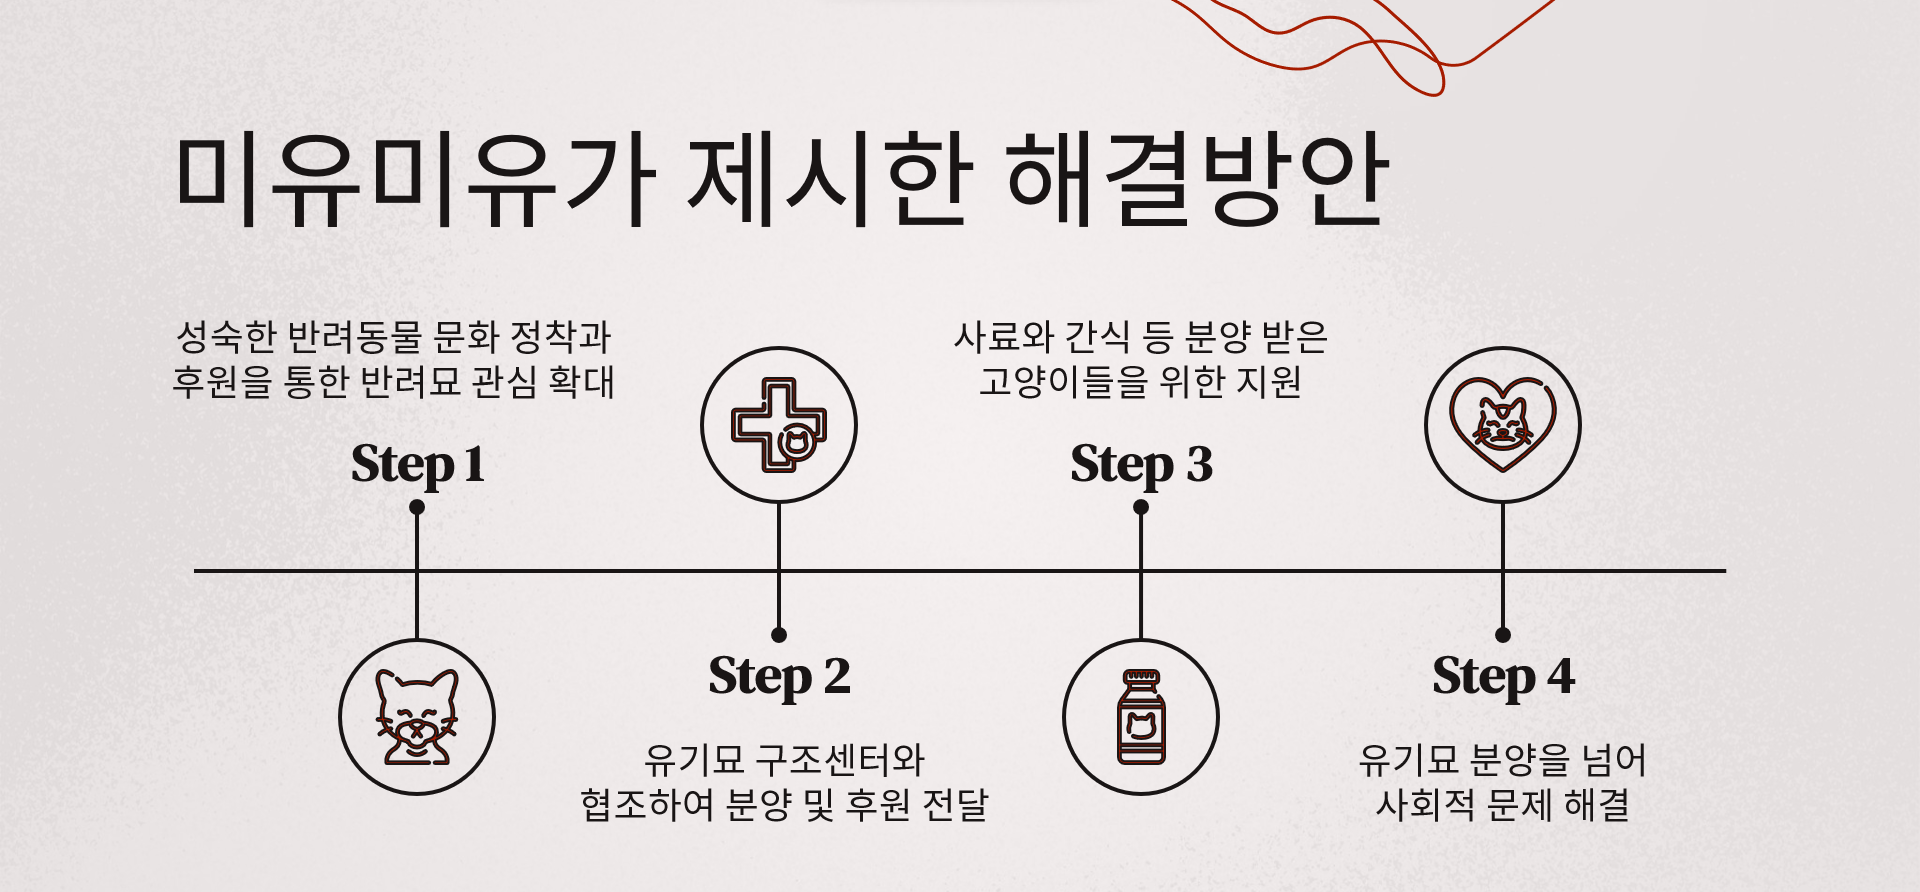 미유미유가 제시한 해결방안
성숙한 반려동물 문화 정착과
후원을 통한 반려묘 관심 확대
Step 1
Step 2
유기묘 구조센터와
협조하여 분양 및 후원 전달
사료와 간식 등 분양 받은
고양이들을 위한 지원
Step 3
Step 4
유기묘 분양을 넘어
사회적 문제 해결